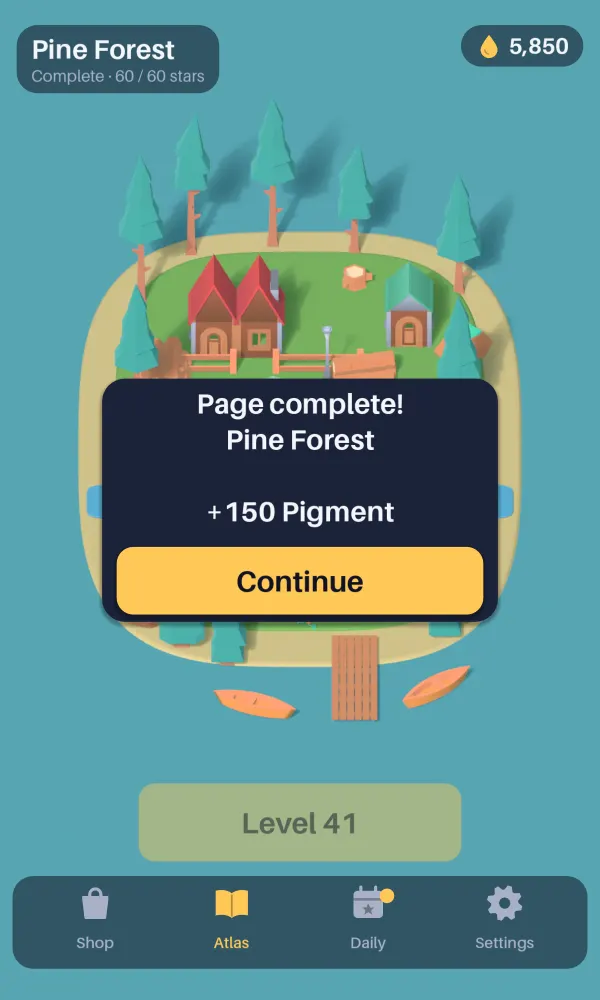 Pine Forest
Complete · 60 / 60 stars
5,850
Page complete!
Pine Forest
+150 Pigment
Continue
Level 41
Shop
Atlas
Daily
Settings